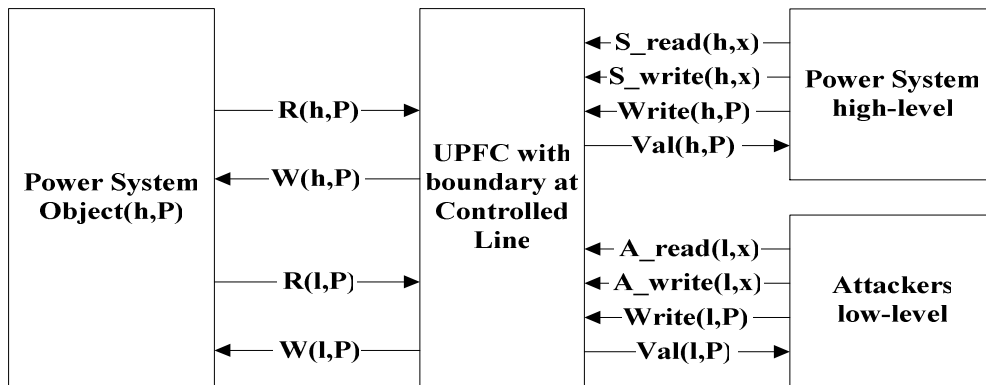 Power System
Object(h,P)
R(h,P)
W(h,P)
R(l,P)
W(l,P)
UPFC with
boundary at
Controlled
Line
S_read(h,x)
S_write(h,x)
Write(h,P)
Val(h,P)
A_read(l,x)
A_write(l,x)
Write(l,P)
Val(l,P)
Power System
high-level
Attackers
low-level